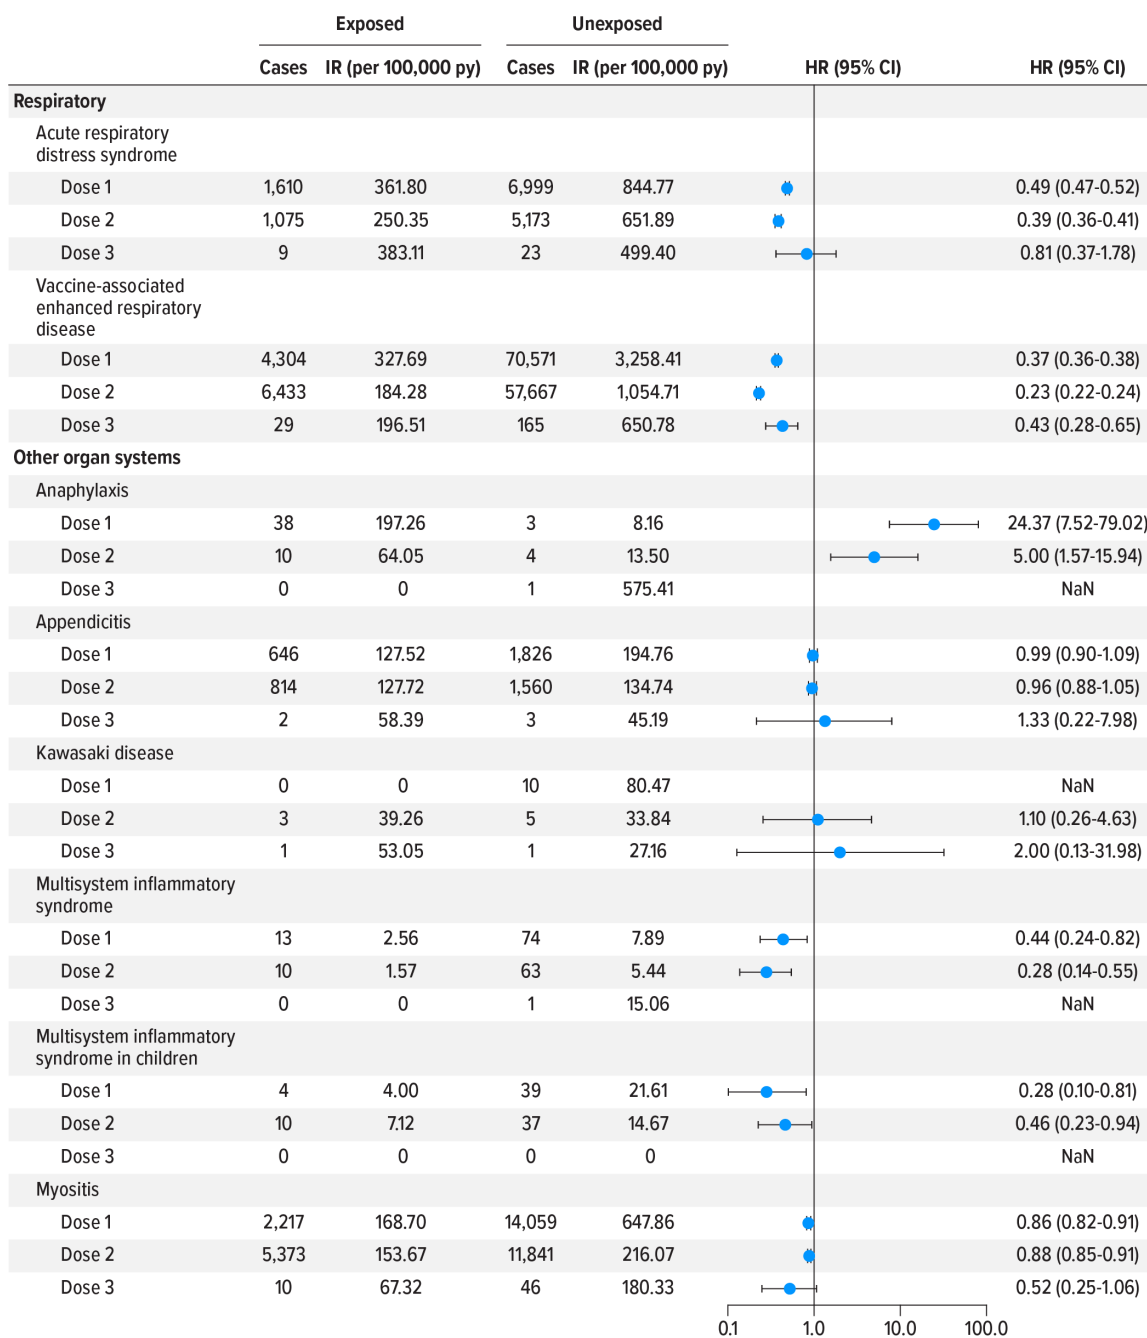 Exposed Unexposed
Cases IR (per 100,000 py) Cases IR (per 100,000 py) HR (95% CI) HR (95% CI)
Respiratory
Acute respiratory
distress syndrome
Dose 1 1,610 361.80 6,999 844.77 0.49 (0.47-0.52)
Dose 2 1,075 250.35 5,173 651.89 0.39 (0.36-0.41)
Dose 3 9 383.11 23 499.40 0.81 (0.37-1.78)
Vaccine-associated
enhanced respiratory
disease
Dose 1 4,304 327.69 70,571 3,258.41 0.37 (0.36-0.38)
Dose 2 6,433 184.28 57,667 1,054.71 0.23 (0.22-0.24)
Dose 3 29 196.51 165 650.78 0.43 (0.28-0.65)
Other organ systems
Anaphylaxis
Dose 1 38 197.26 3 8.16 24.37 (7.52-79.02)
Dose 2 10 64.05 4 13.50 5.00 (1.57-15.94)
Dose 3 0 0 1 575.41 NaN
Appendicitis
Dose 1 646 127.52 1,826 194.76 0.99 (0.90-1.09)
Dose 2 814 127.72 1,560 134.74 0.96 (0.88-1.05)
Dose 3 2 58.39 3 45.19 1.33 (0.22-7.98)
Kawasaki disease
Dose 1 0 0 10 80.47 NaN
Dose 2 3 39.26 5 33.84 1.10 (0.26-4.63)
Dose 3 1 53.05 1 27.16 2.00 (0.13-31.98)
Multisystem inflammatory
syndrome
Dose 1 13 2.56 74 7.89 0.44 (0.24-0.82)
Dose 2 10 1.57 63 5.44 0.28 (0.14-0.55)
Dose 3 0 0 1 15.06 NaN
Multisystem inflammatory
syndrome in children
Dose 1 4 4.00 39 21.61 0.28 (0.10-0.81)
Dose 2 10 7.12 37 14.67 0.46 (0.23-0.94)
Dose 3 0 0 0 0 NaN
Myositis
Dose 1 2,217 168.70 14,059 647.86 0.86 (0.82-0.91)
Dose 2 5,373 153.67 11,841 216.07 0.88 (0.85-0.91)
Dose 3 10 67.32 46 180.33 0.52 (0.25-1.06)
0.1 1.0 10.0 100.0